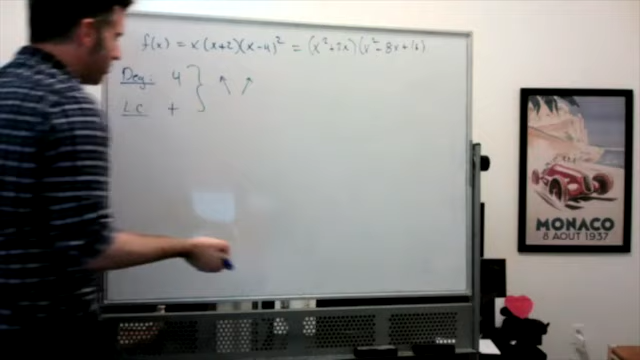 f(x) = x(x+2)(x-4)² = (x²+2x)(x²-8x+16)
Deg: 4
LC +
MONACO
8 AOUT 1937